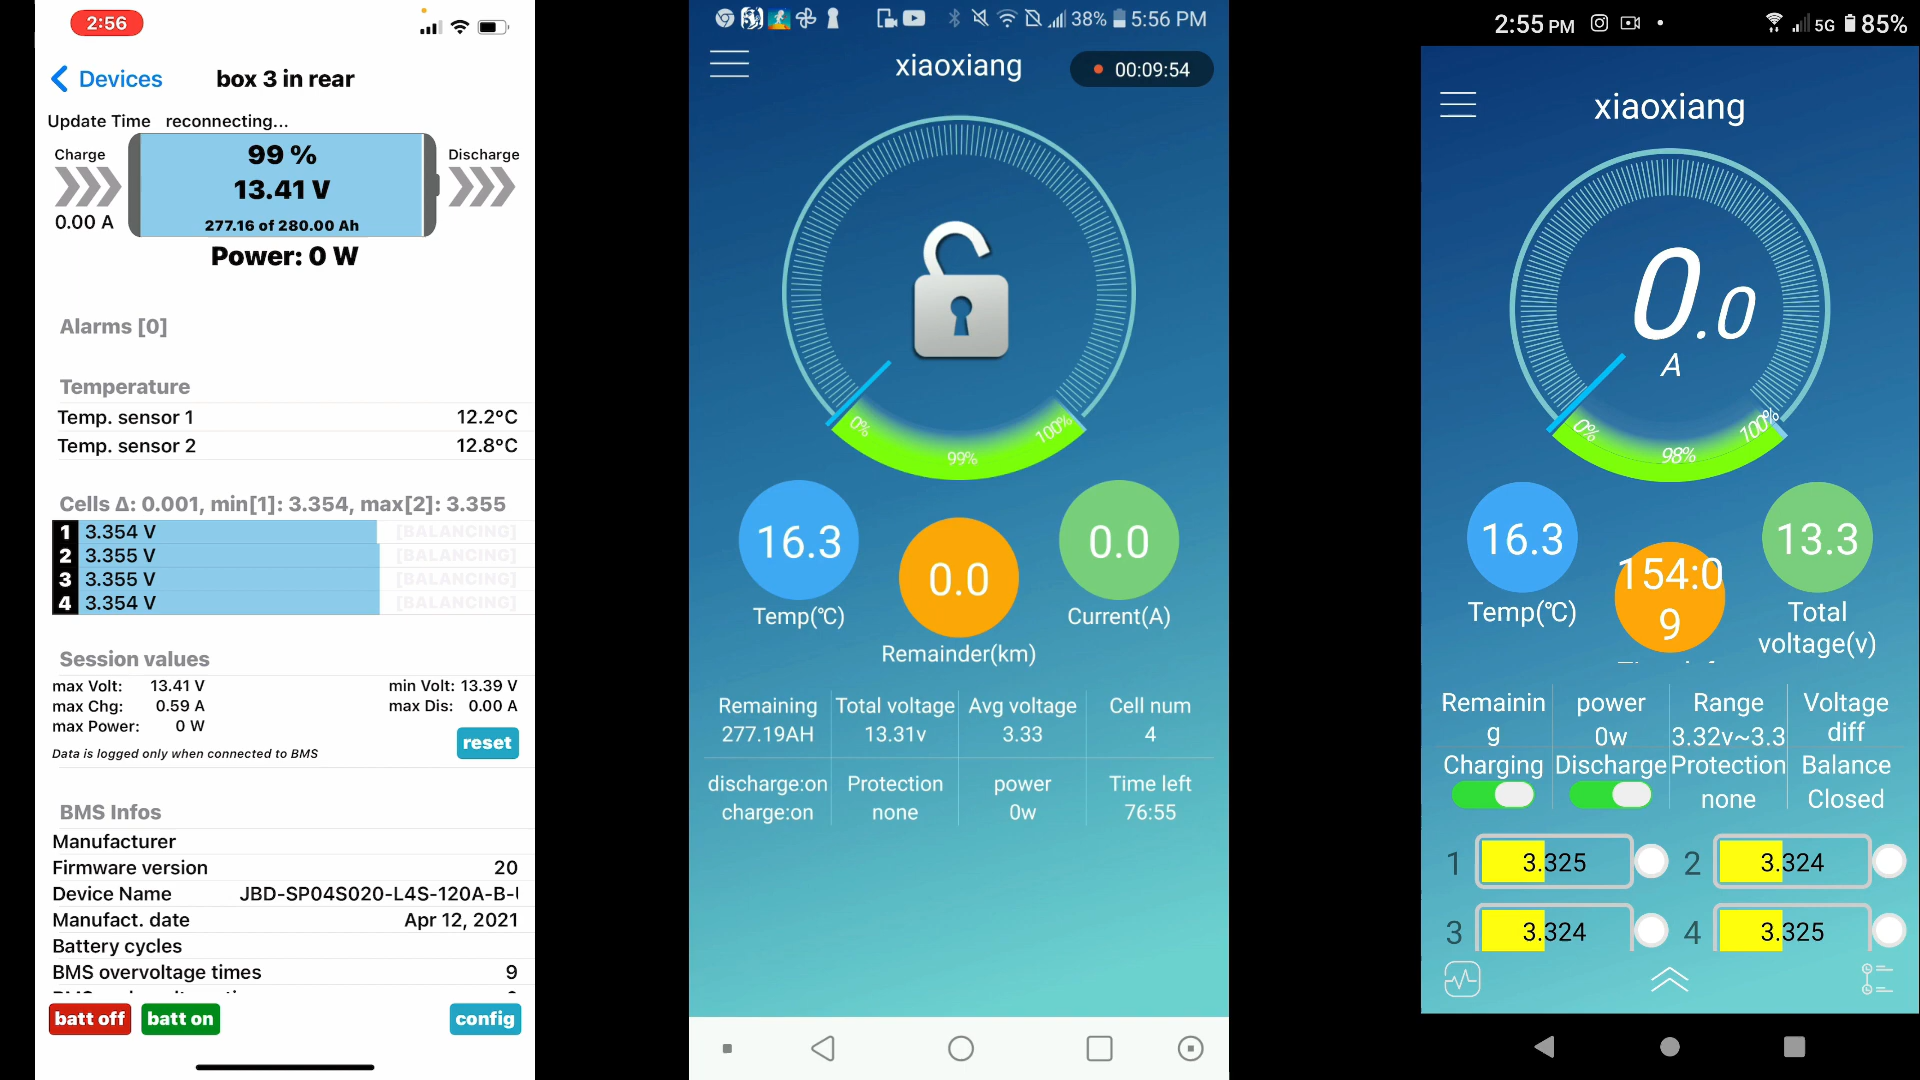 2:56
Devices
box 3 in rear
Update Time reconnecting...
Charge
99 %
Discharge
13.41 V
0.00 A
277.16 of 280.00 Ah
Power: 0 W
Alarms [0]
Temperature
Temp. sensor 1 12.2°C
Temp. sensor 2 12.8°C
Cells Δ: 0.001, min[1]: 3.354, max[2]: 3.355
1 3.354 V [BALANCING]
2 3.355 V [BALANCING]
3 3.355 V [BALANCING]
4 3.354 V [BALANCING]
Session values
max Volt: 13.41 V min Volt: 13.39 V
max Chg: 0.59 A max Dis: 0.00 A
max Power: 0 W
reset
Data is logged only when connected to BMS
BMS Infos
Manufacturer
Firmware version 20
Device Name JBD-SP04S020-L4S-120A-B-
Manufact. date Apr 12, 2021
Battery cycles
BMS overvoltage times 9
batt off batt on config
38% 5:56 PM
xiaoxiang
00:09:54
0% 99% 100%
16.3
0.0
0.0
Temp(℃)
Remainder(km)
Current(A)
Remaining Total voltage Avg voltage Cell num
277.19AH 13.31v 3.33 4
discharge:on Protection power Time left
charge:on none 0w 76:55
2:55 PM
5G 85%
xiaoxiang
0.0
A
0% 98% 100%
16.3
154:0
9
13.3
Temp(℃)
Total
voltage(v)
Remainin power Range Voltage
g 0w 3.32v~3.3 diff
Charging Discharge Protection Balance
none Closed
1 3.325 2 3.324
3 3.324 4 3.325